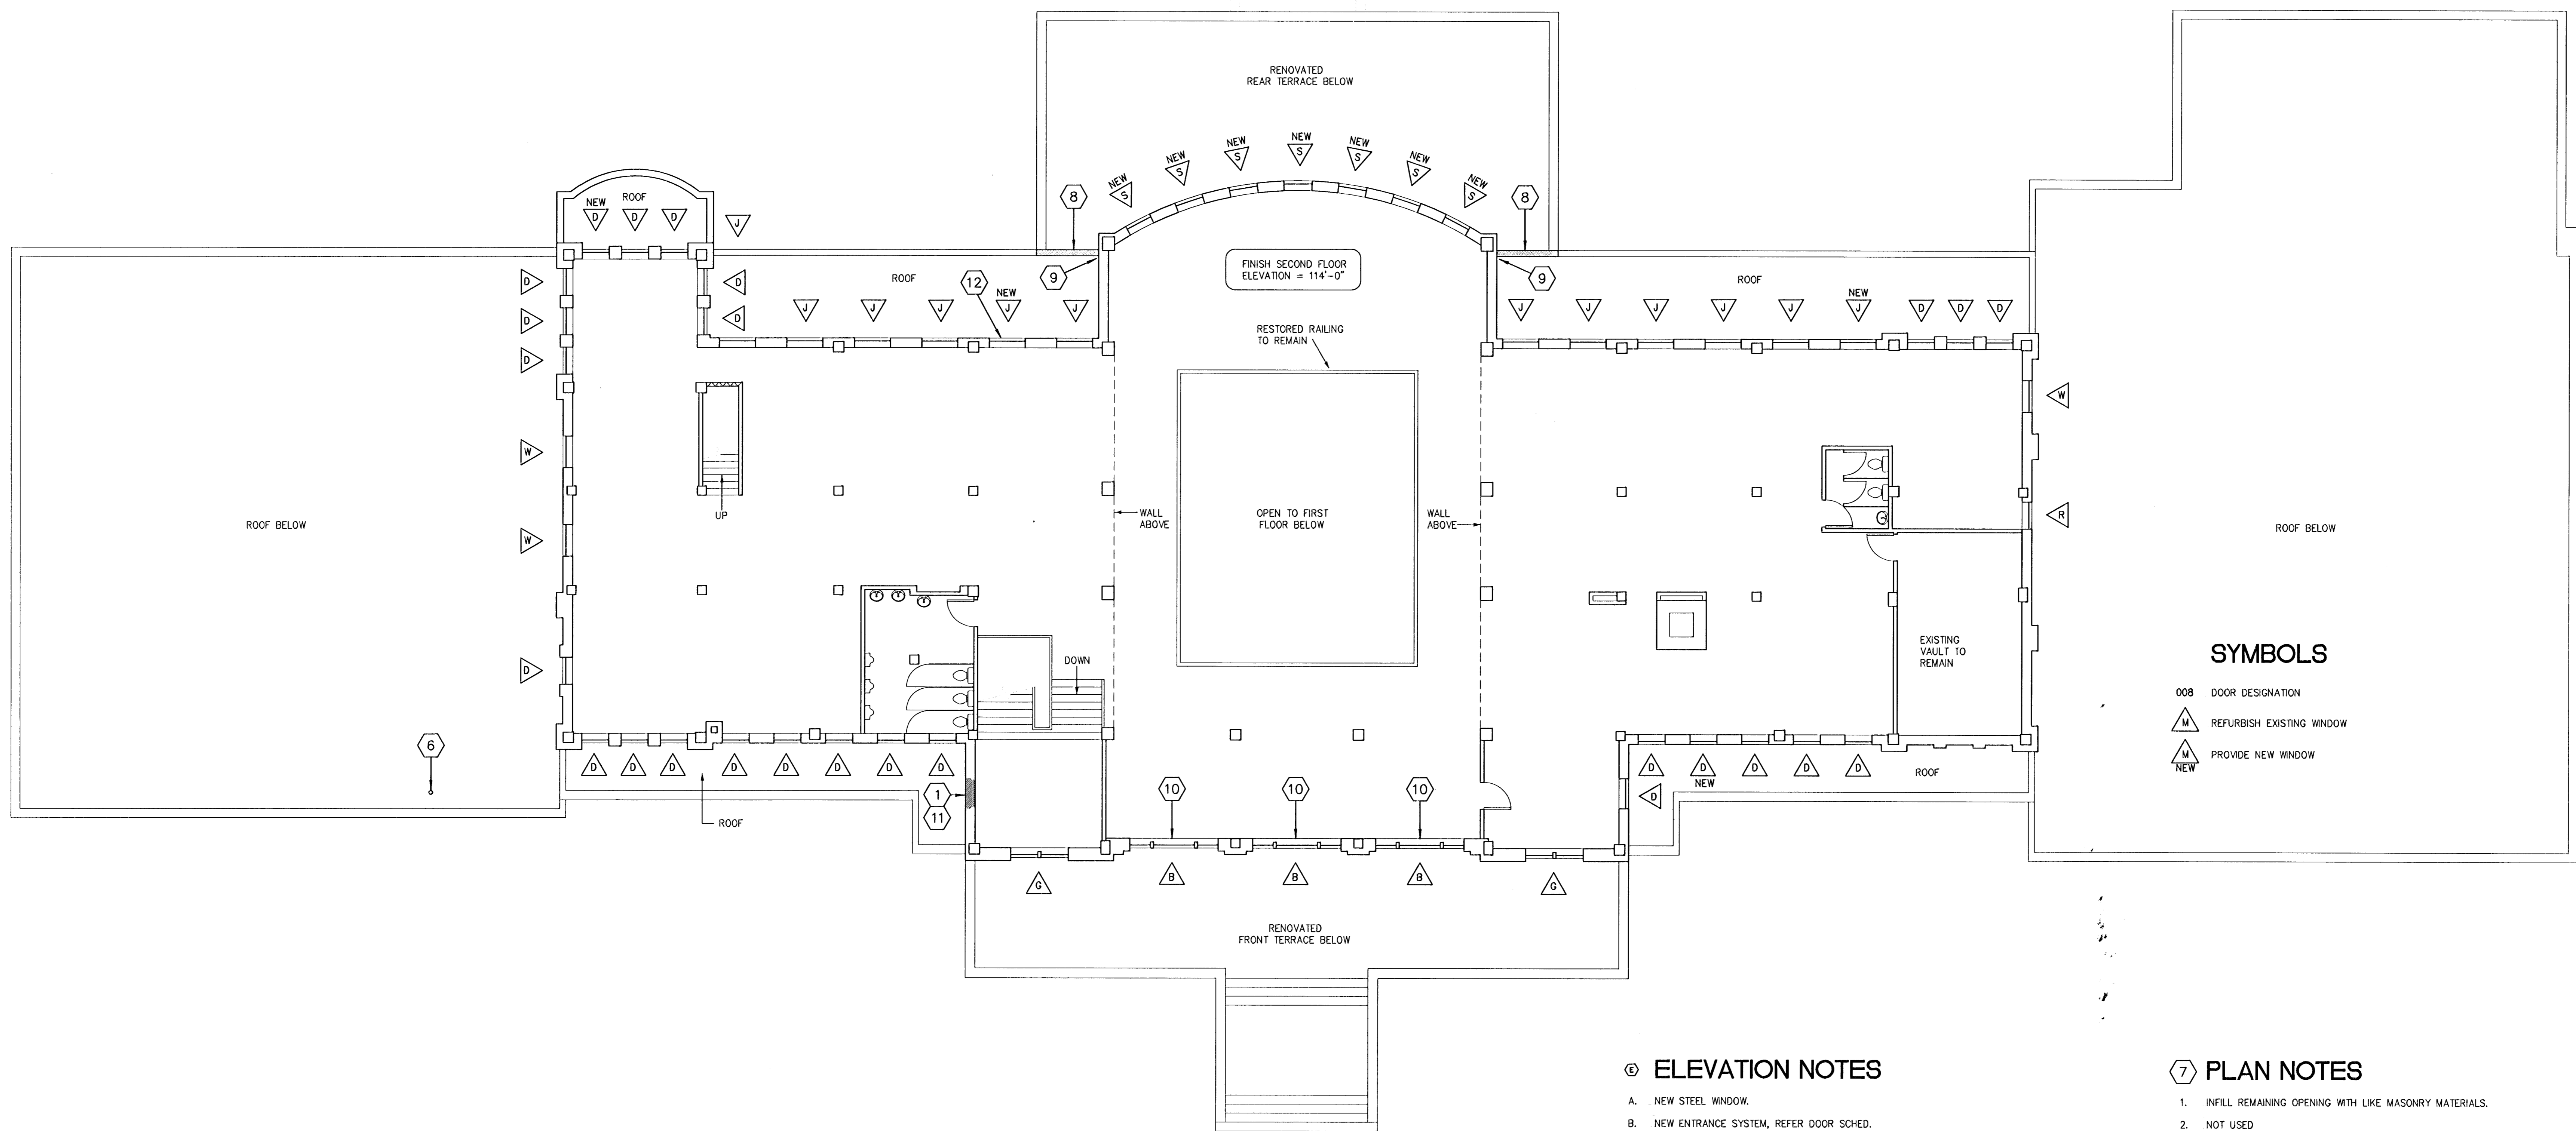 RENOVATED
REAR TERRACE BELOW
NEW NEW NEW NEW NEW NEW NEW
S S S S S S S
8 8
ROOF
NEW
D D D
J
D
D
D
D
D
ROOF
9
12
NEW
J J J J J
FINISH SECOND FLOOR
ELEVATION = 114'-0"
9
ROOF
NEW
J J J J J J D D D
RESTORED RAILING
TO REMAIN
W
W
W
R
UP
ROOF BELOW
WALL
ABOVE
OPEN TO FIRST
FLOOR BELOW
WALL
ABOVE
ROOF BELOW
D
DOWN
EXISTING
VAULT TO
REMAIN
SYMBOLS
008 DOOR DESIGNATION
M REFURBISH EXISTING WINDOW
M PROVIDE NEW WINDOW
NEW
6
D D D D D D D D
ROOF
1
11
10 10 10
D D D D D
NEW
D
ROOF
G B B B G
RENOVATED
FRONT TERRACE BELOW
E ELEVATION NOTES
A. NEW STEEL WINDOW.
B. NEW ENTRANCE SYSTEM, REFER DOOR SCHED.
7 PLAN NOTES
1. INFILL REMAINING OPENING WITH LIKE MASONRY MATERIALS.
2. NOT USED